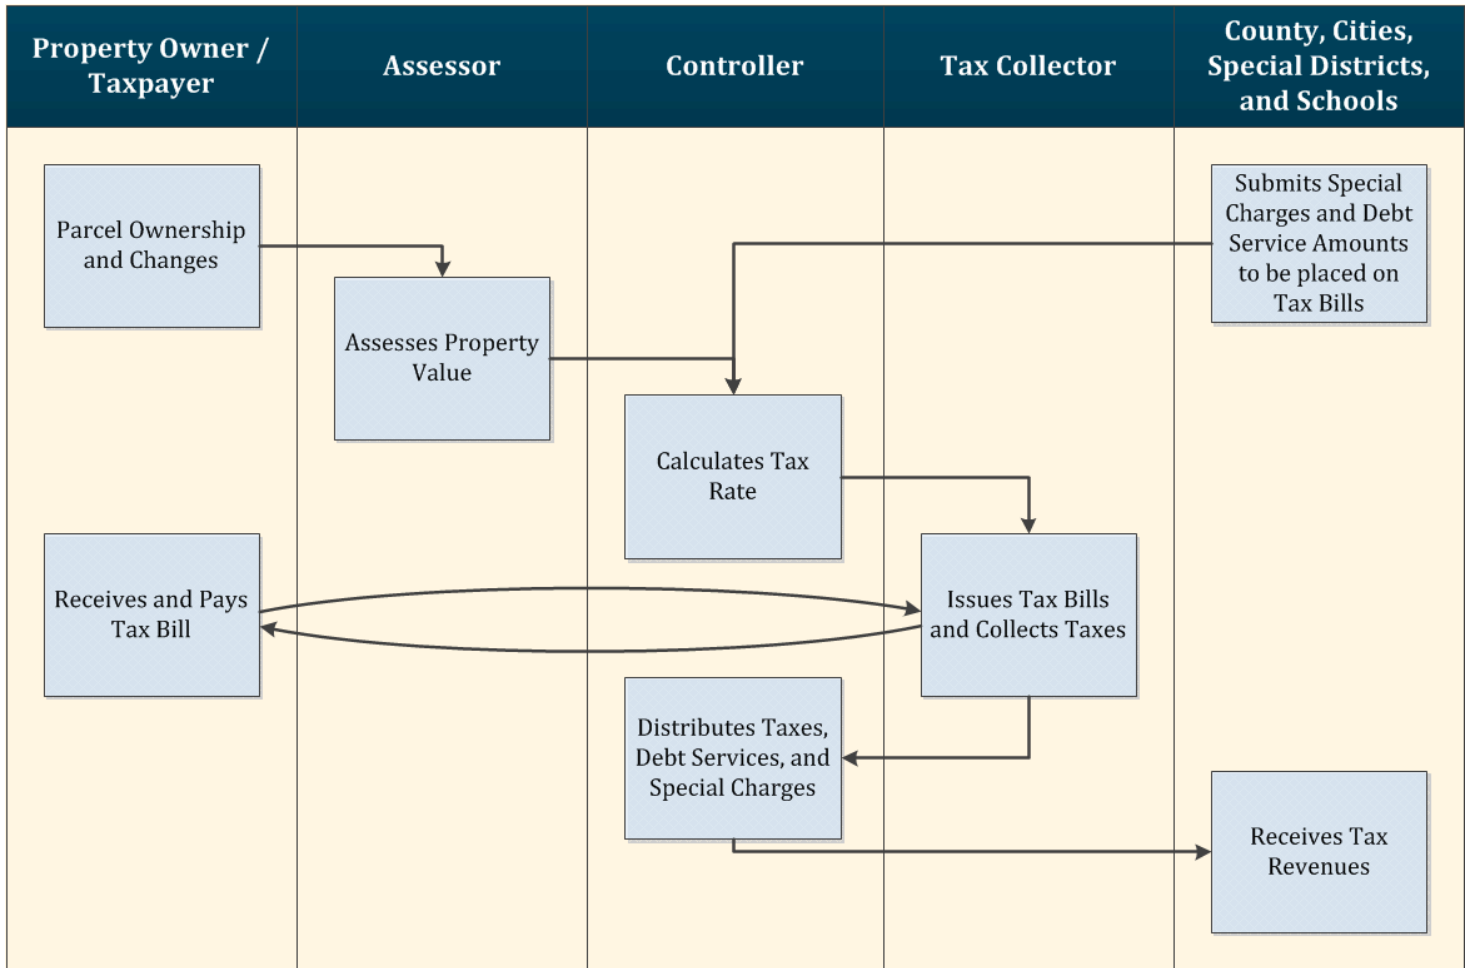 Property Owner /
Taxpayer
Assessor
Controller
Tax Collector
County, Cities,
Special Districts,
and Schools
Parcel Ownership
and Changes
Submits Special
Charges and Debt
Service Amounts
to be placed on
Tax Bills
Assesses Property
Value
Calculates Tax
Rate
Receives and Pays
Tax Bill
Issues Tax Bills
and Collects Taxes
Distributes Taxes,
Debt Services, and
Special Charges
Receives Tax
Revenues